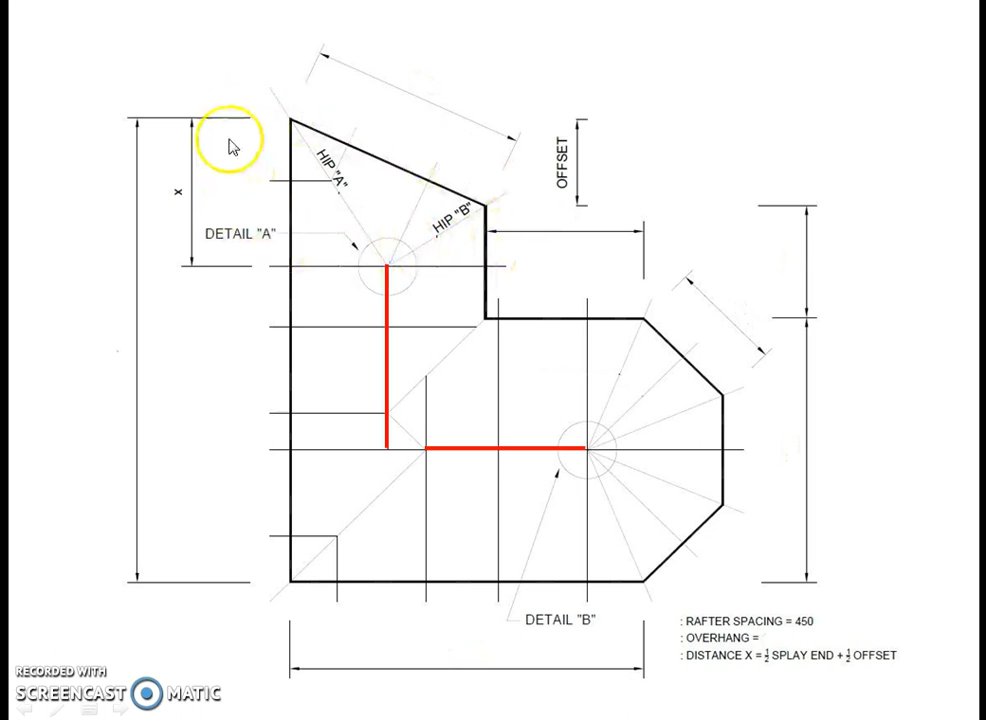 HIP "A"
OFFSET
X
HIP "B"
DETAIL "A"
DETAIL "B"
: RAFTER SPACING = 450
: OVERHANG =
: DISTANCE X = ½ SPLAY END + ½ OFFSET
RECORDED WITH
SCREENCAST MATIC